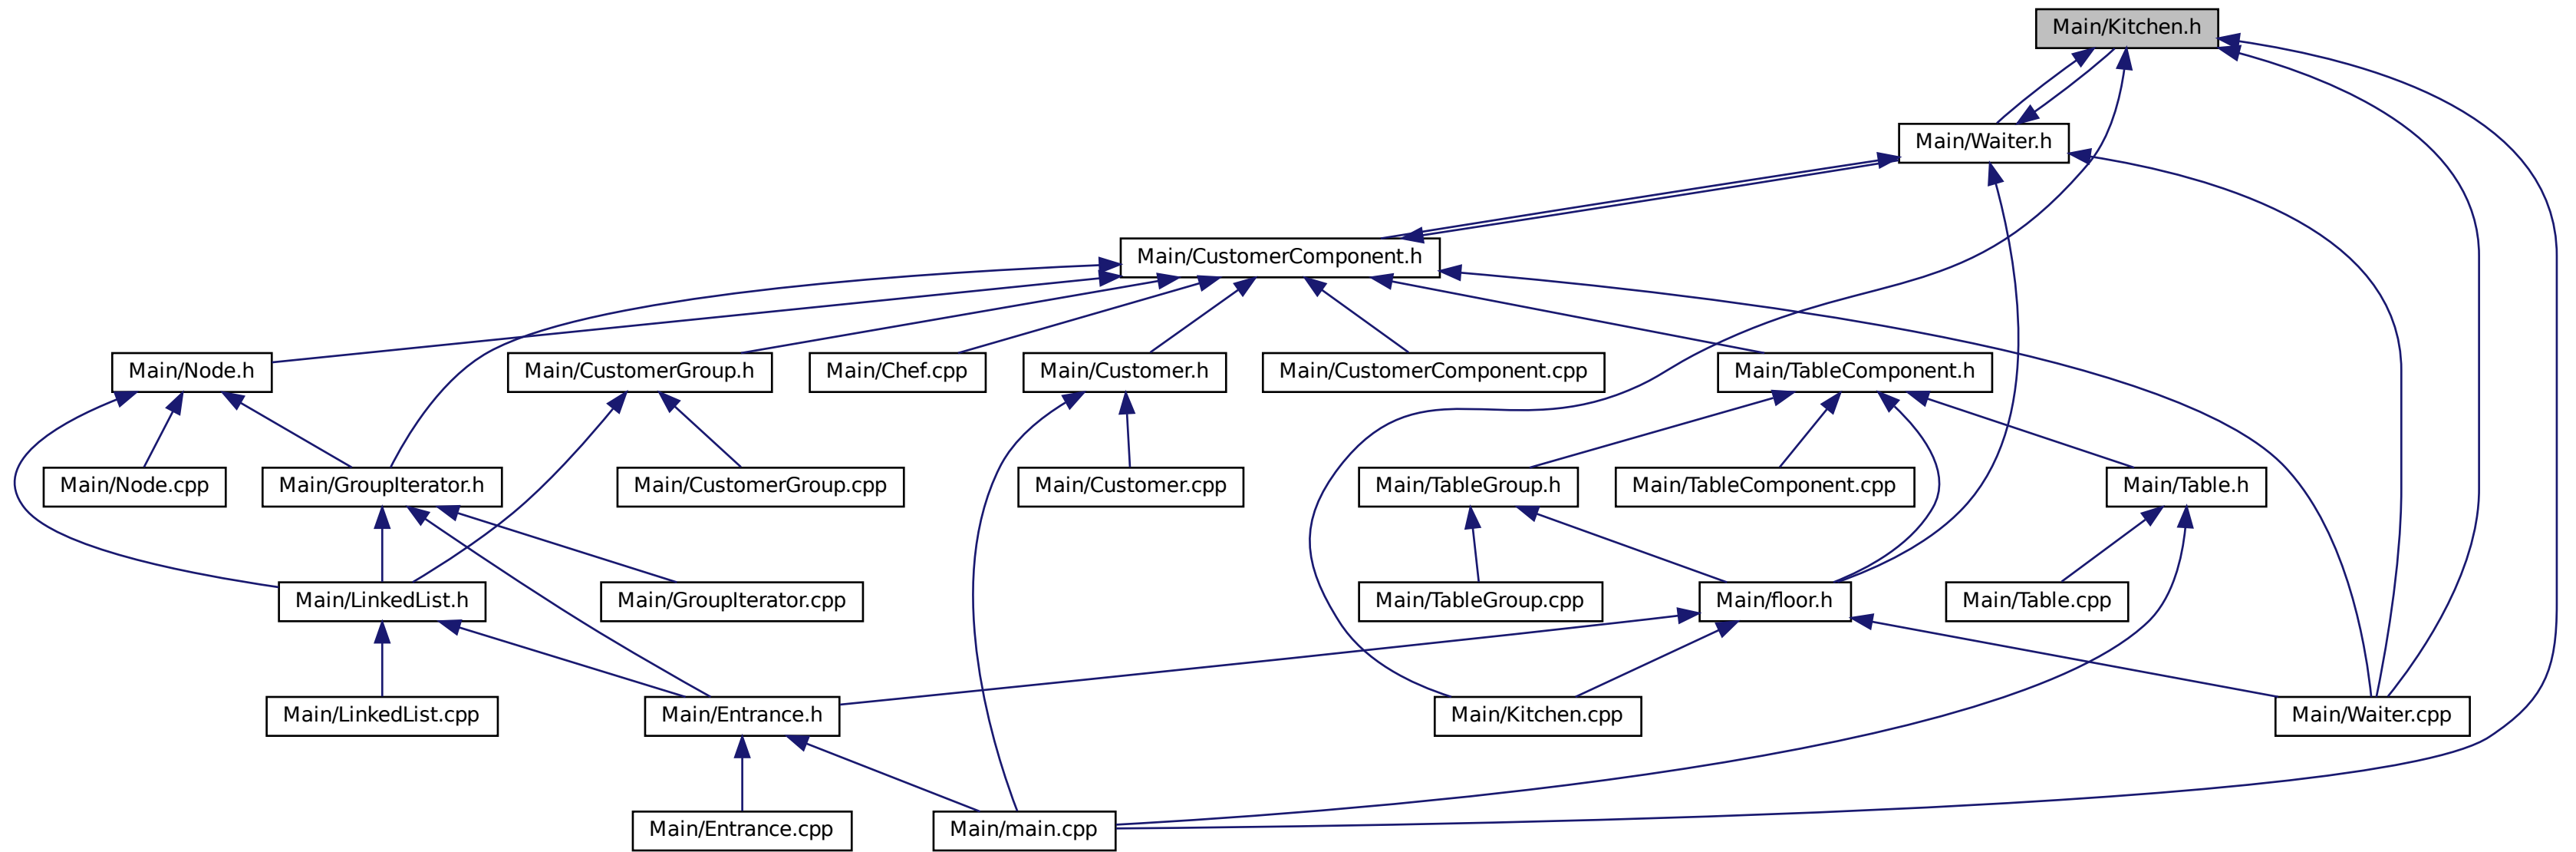 Main/Kitchen.h
Main/Waiter.h
Main/CustomerComponent.h
Main/Node.h
Main/CustomerGroup.h
Main/Chef.cpp
Main/Customer.h
Main/CustomerComponent.cpp
Main/TableComponent.h
Main/Node.cpp
Main/GroupIterator.h
Main/CustomerGroup.cpp
Main/Customer.cpp
Main/TableGroup.h
Main/TableComponent.cpp
Main/Table.h
Main/LinkedList.h
Main/GroupIterator.cpp
Main/TableGroup.cpp
Main/floor.h
Main/Table.cpp
Main/LinkedList.cpp
Main/Entrance.h
Main/Kitchen.cpp
Main/Waiter.cpp
Main/Entrance.cpp
Main/main.cpp